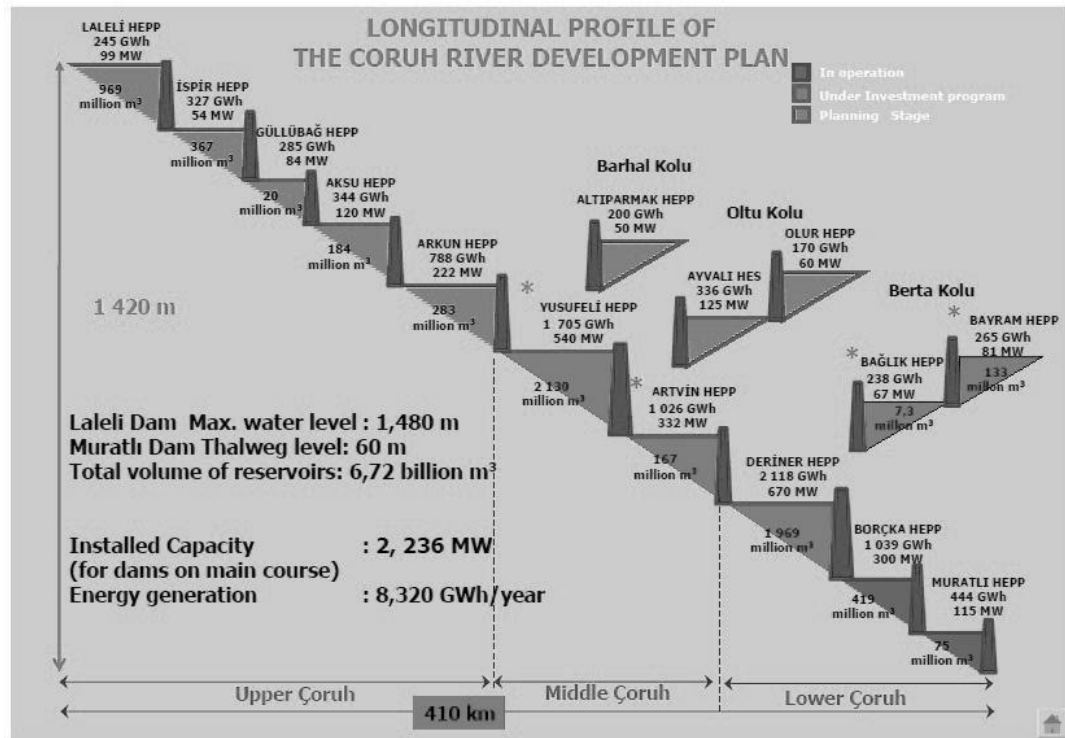 LONGITUDINAL PROFILE OF
THE CORUH RIVER DEVELOPMENT PLAN
In operation
Under Investment program
Planning Stage
LALELİ HEPP
245 GWh
99 MW
969
million m³
İSPİR HEPP
327 GWh
54 MW
367
million m³
GÜLLÜBAĞ HEPP
285 GWh
84 MW
20
million m³
AKSU HEPP
344 GWh
120 MW
184
million m³
ARKUN HEPP
788 GWh
222 MW
283
million m³
Barhal Kolu
ALTIPARMAK HEPP
200 GWh
50 MW
Oltu Kolu
OLUR HEPP
170 GWh
60 MW
AYVALI HES
336 GWh
125 MW
Berta Kolu
*
BAYRAM HEPP
265 GWh
81 MW
133
millon m³
*
BAĞLIK HEPP
238 GWh
67 MW
7,3
millon m³
*
YUSUFELİ HEPP
1 705 GWh
540 MW
2 130
million m³
*
ARTVİN HEPP
1 026 GWh
332 MW
167
million m³
DERİNER HEPP
2 118 GWh
670 MW
1 969
million m³
BORÇKA HEPP
1 039 GWh
300 MW
419
million m³
MURATLI HEPP
444 GWh
115 MW
75
million m³
1 420 m
Laleli Dam Max. water level : 1,480 m
Muratlı Dam Thalweg level: 60 m
Total volume of reservoirs: 6,72 billion m³
Installed Capacity : 2, 236 MW
(for dams on main course)
Energy generation : 8,320 GWh/year
Upper Çoruh
Middle Çoruh
Lower Çoruh
410 km